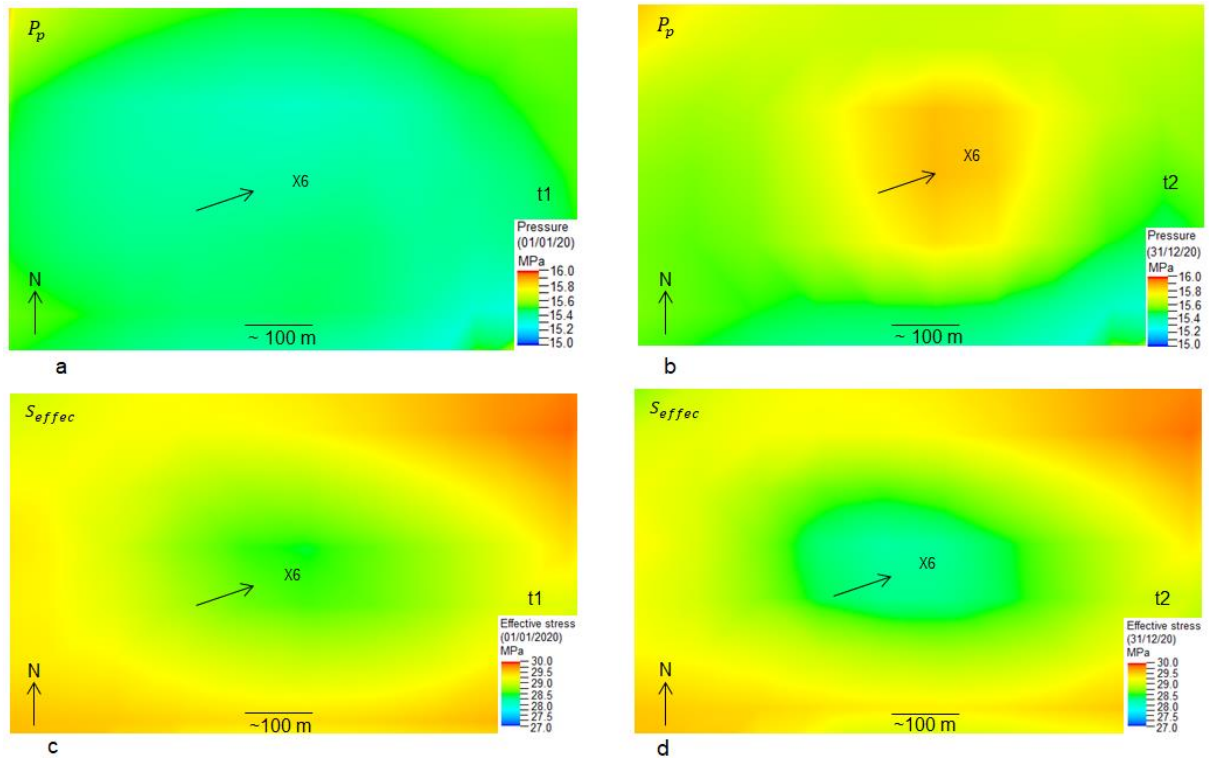 P_p
X6
t1
Pressure
(01/01/20)
MPa
16.0
15.8
15.6
15.4
15.2
15.0
N
~ 100 m
a
P_p
X6
t2
Pressure
(31/12/20)
MPa
16.0
15.8
15.6
15.4
15.2
15.0
N
~ 100 m
b
S_effec
X6
t1
Effective stress
(01/01/2020)
MPa
30.0
29.5
29.0
28.5
28.0
27.5
27.0
N
~100 m
c
S_effec
X6
t2
Effective stress
(31/12/20)
MPa
30.0
29.5
29.0
28.5
28.0
27.5
27.0
N
~100 m
d